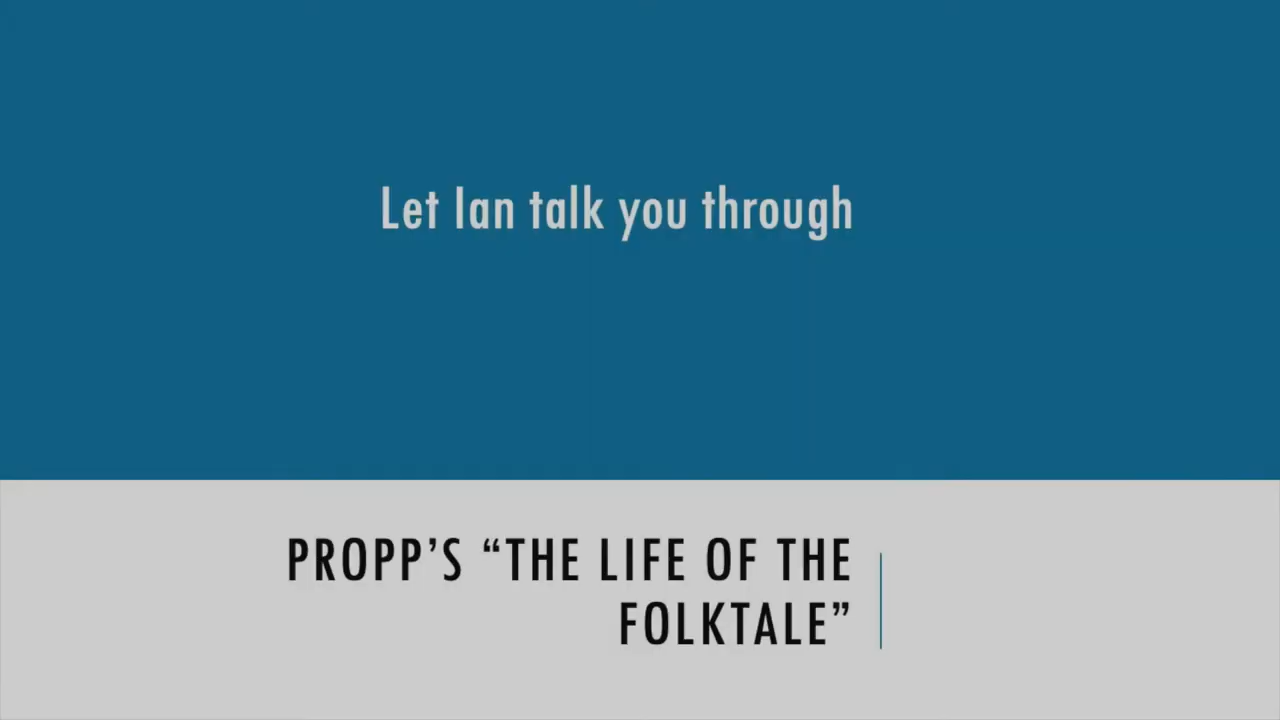 Let Ian talk you through
PROPP’S “THE LIFE OF THE
FOLKTALE”